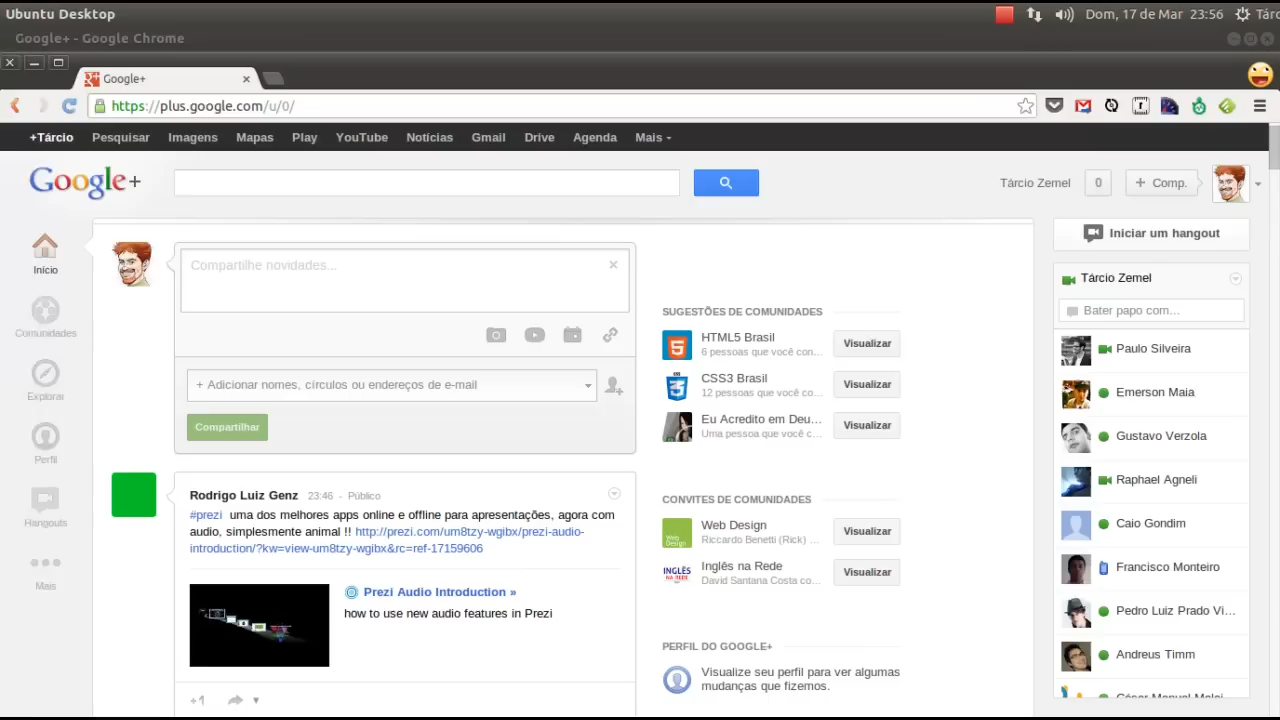 Ubuntu Desktop
Dom, 17 de Mar 23:56
Tárc
Google+ - Google Chrome
Google+
https://plus.google.com/u/0/
+Tárcio Pesquisar Imagens Mapas Play YouTube Notícias Gmail Drive Agenda Mais
Google+
Tárcio Zemel 0 + Comp.
Início
Comunidades
Explorar
Perfil
Hangouts
Mais
Compartilhe novidades...
+ Adicionar nomes, círculos ou endereços de e-mail
Compartilhar
Rodrigo Luiz Genz 23:46 - Público
#prezi uma dos melhores apps online e offline para apresentações, agora com
audio, simplesmente animal !! http://prezi.com/um8tzy-wgibx/prezi-audio-
introduction/?kw=view-um8tzy-wgibx&rc=ref-17159606
Prezi Audio Introduction »
how to use new audio features in Prezi
+1
SUGESTÕES DE COMUNIDADES
HTML5 Brasil
6 pessoas que você con...
Visualizar
CSS3 Brasil
12 pessoas que você co...
Visualizar
Eu Acredito em Deu...
Uma pessoa que você c...
Visualizar
CONVITES DE COMUNIDADES
Web Design
Riccardo Benetti (Rick) ...
Visualizar
INGLÊS
NA REDE
Inglês na Rede
David Santana Costa co...
Visualizar
PERFIL DO GOOGLE+
Visualize seu perfil para ver algumas
mudanças que fizemos.
Iniciar um hangout
Tárcio Zemel
Bater papo com...
Paulo Silveira
Emerson Maia
Gustavo Verzola
Raphael Agneli
Caio Gondim
Francisco Monteiro
Pedro Luiz Prado Vi...
Andreus Timm